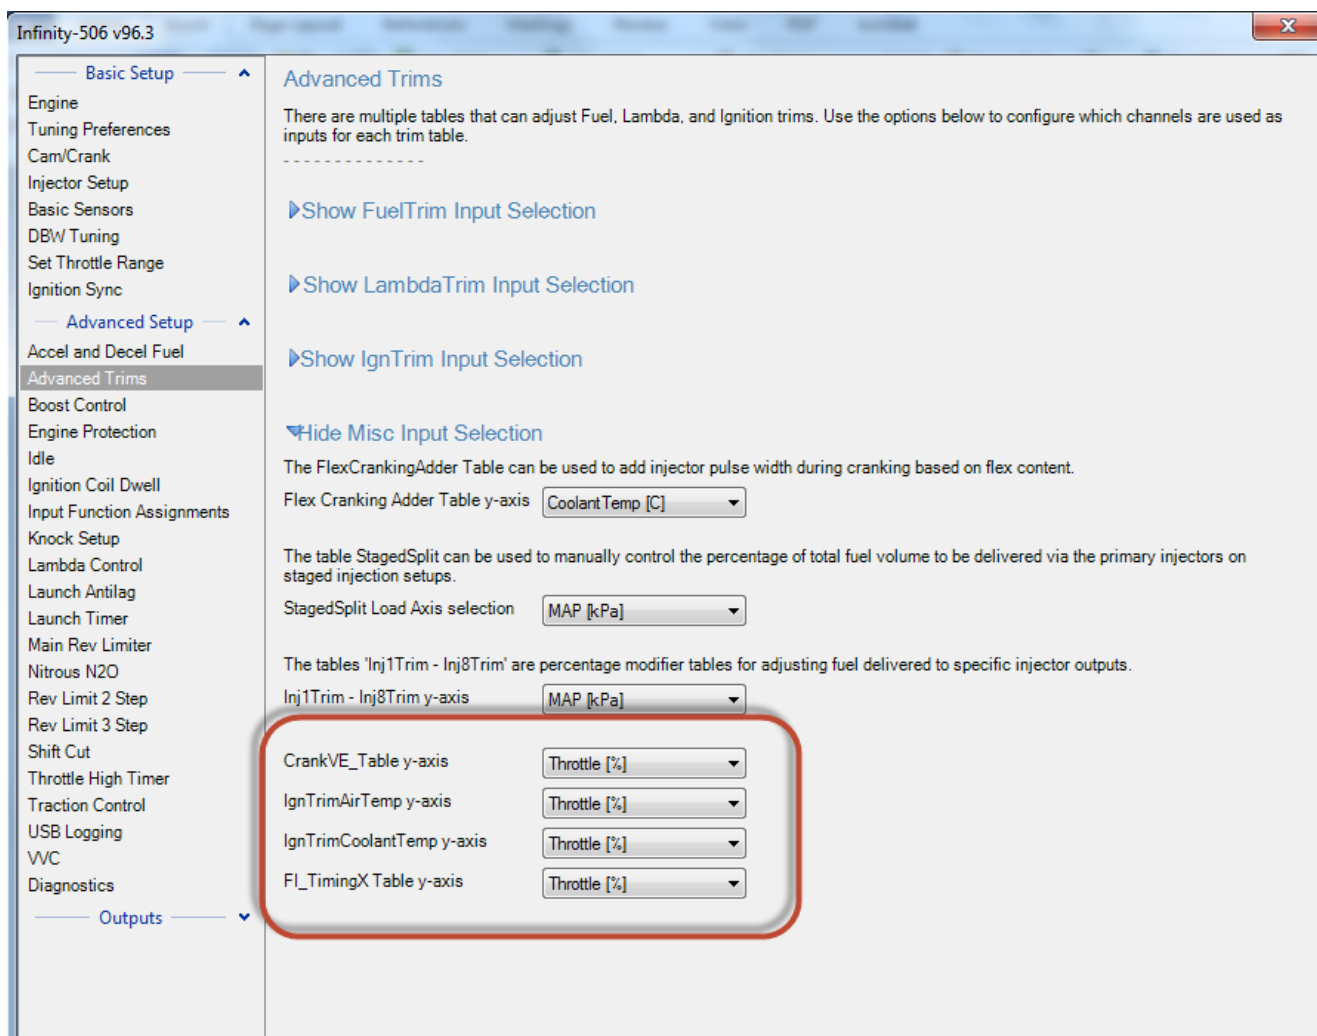 Infinity-506 v96.3
Basic Setup
Engine
Tuning Preferences
Cam/Crank
Injector Setup
Basic Sensors
DBW Tuning
Set Throttle Range
Ignition Sync
Advanced Setup
Accel and Decel Fuel
Advanced Trims
Boost Control
Engine Protection
Idle
Ignition Coil Dwell
Input Function Assignments
Knock Setup
Lambda Control
Launch Antilag
Launch Timer
Main Rev Limiter
Nitrous N2O
Rev Limit 2 Step
Rev Limit 3 Step
Shift Cut
Throttle High Timer
Traction Control
USB Logging
VVC
Diagnostics
Outputs
Advanced Trims
There are multiple tables that can adjust Fuel, Lambda, and Ignition trims. Use the options below to configure which channels are used as
inputs for each trim table.
- - - - - - - - - - - - - -
Show FuelTrim Input Selection
Show LambdaTrim Input Selection
Show IgnTrim Input Selection
Hide Misc Input Selection
The FlexCrankingAdder Table can be used to add injector pulse width during cranking based on flex content.
Flex Cranking Adder Table y-axis CoolantTemp [C]
The table StagedSplit can be used to manually control the percentage of total fuel volume to be delivered via the primary injectors on
staged injection setups.
StagedSplit Load Axis selection MAP [kPa]
The tables 'Inj1Trim - Inj8Trim' are percentage modifier tables for adjusting fuel delivered to specific injector outputs.
Inj1Trim - Inj8Trim y-axis MAP [kPa]
CrankVE_Table y-axis Throttle [%]
IgnTrimAirTemp y-axis Throttle [%]
IgnTrimCoolantTemp y-axis Throttle [%]
FI_TimingX Table y-axis Throttle [%]